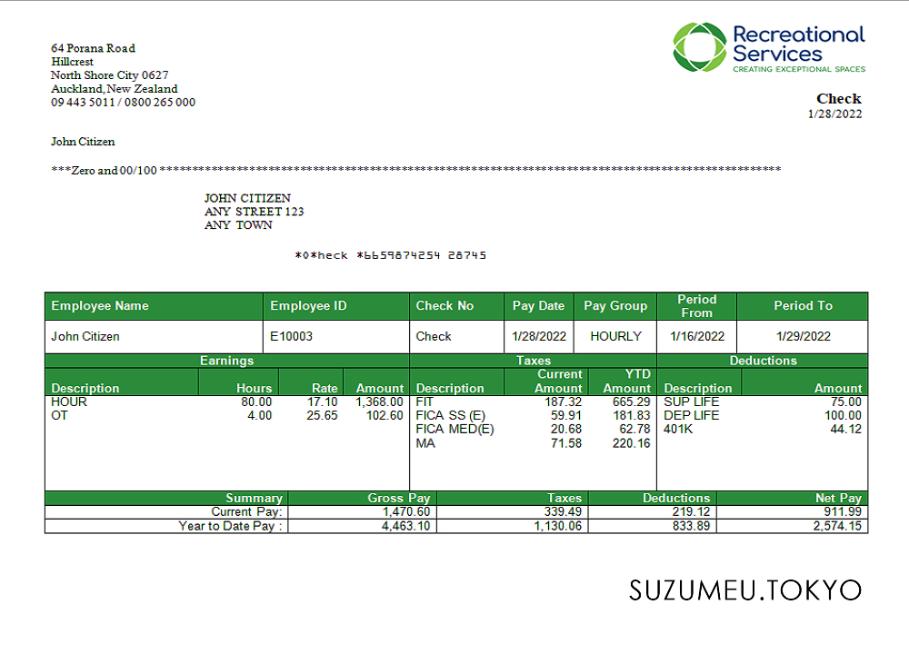 64 Porana Road
Hillcrest
North Shore City 0627
Auckland, New Zealand
09 443 5011 / 0800 265 000
Recreational
Services
CREATING EXCEPTIONAL SPACES
Check
1/28/2022
John Citizen
***Zero and 00/100 ****************************************************************************************************
JOHN CITIZEN
ANY STREET 123
ANY TOWN
*0*heck *6659874254 28745
Employee Name Employee ID Check No Pay Date Pay Group Period From Period To
John Citizen E10003 Check 1/28/2022 HOURLY 1/16/2022 1/29/2022
Earnings Taxes Deductions
Description Hours Rate Amount Description Current Amount YTD Amount Description Amount
HOUR 80.00 17.10 1,368.00 FIT 187.32 665.29 SUP LIFE 75.00
OT 4.00 25.65 102.60 FICA SS (E) 59.91 181.83 DEP LIFE 100.00
FICA MED(E) 20.68 62.78 401K 44.12
MA 71.58 220.16
Summary Gross Pay Taxes Deductions Net Pay
Current Pay: 1,470.60 339.49 219.12 911.99
Year to Date Pay : 4,463.10 1,130.06 833.89 2,574.15
SUZUMEU.TOKYO